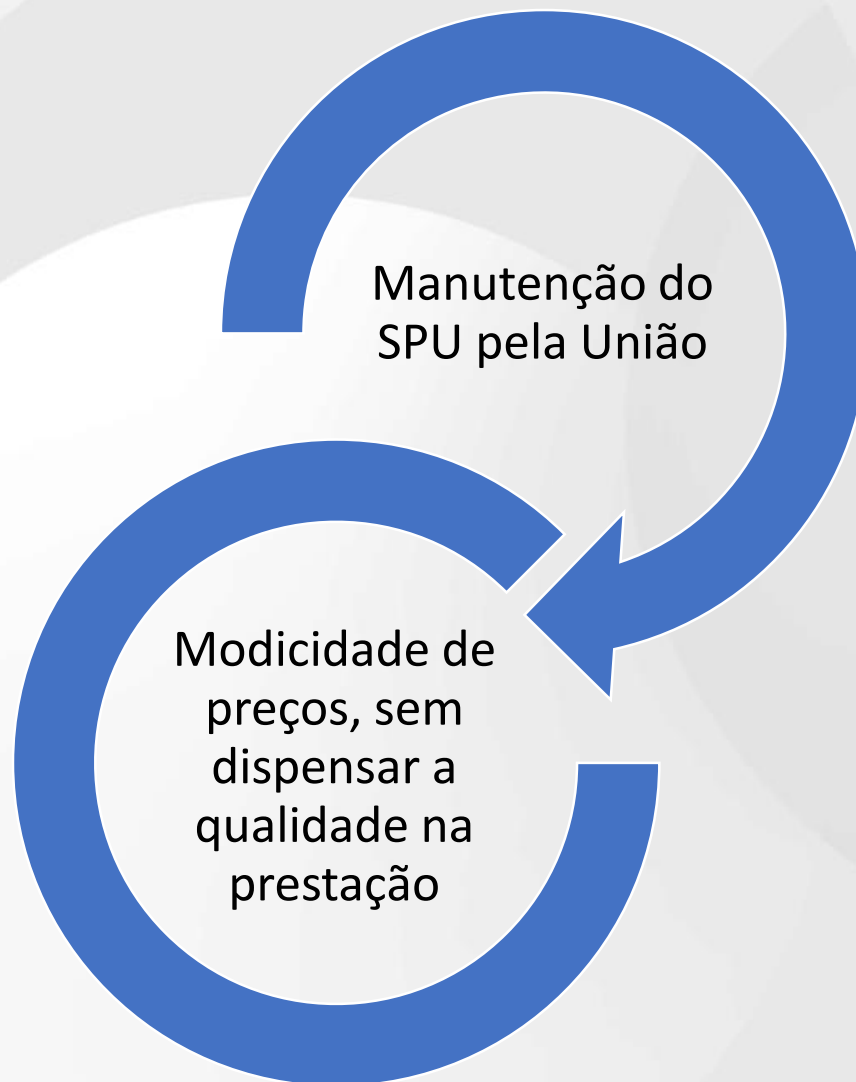 Manutenção do
SPU pela União
Modicidade de
preços, sem
dispensar a
qualidade na
prestação